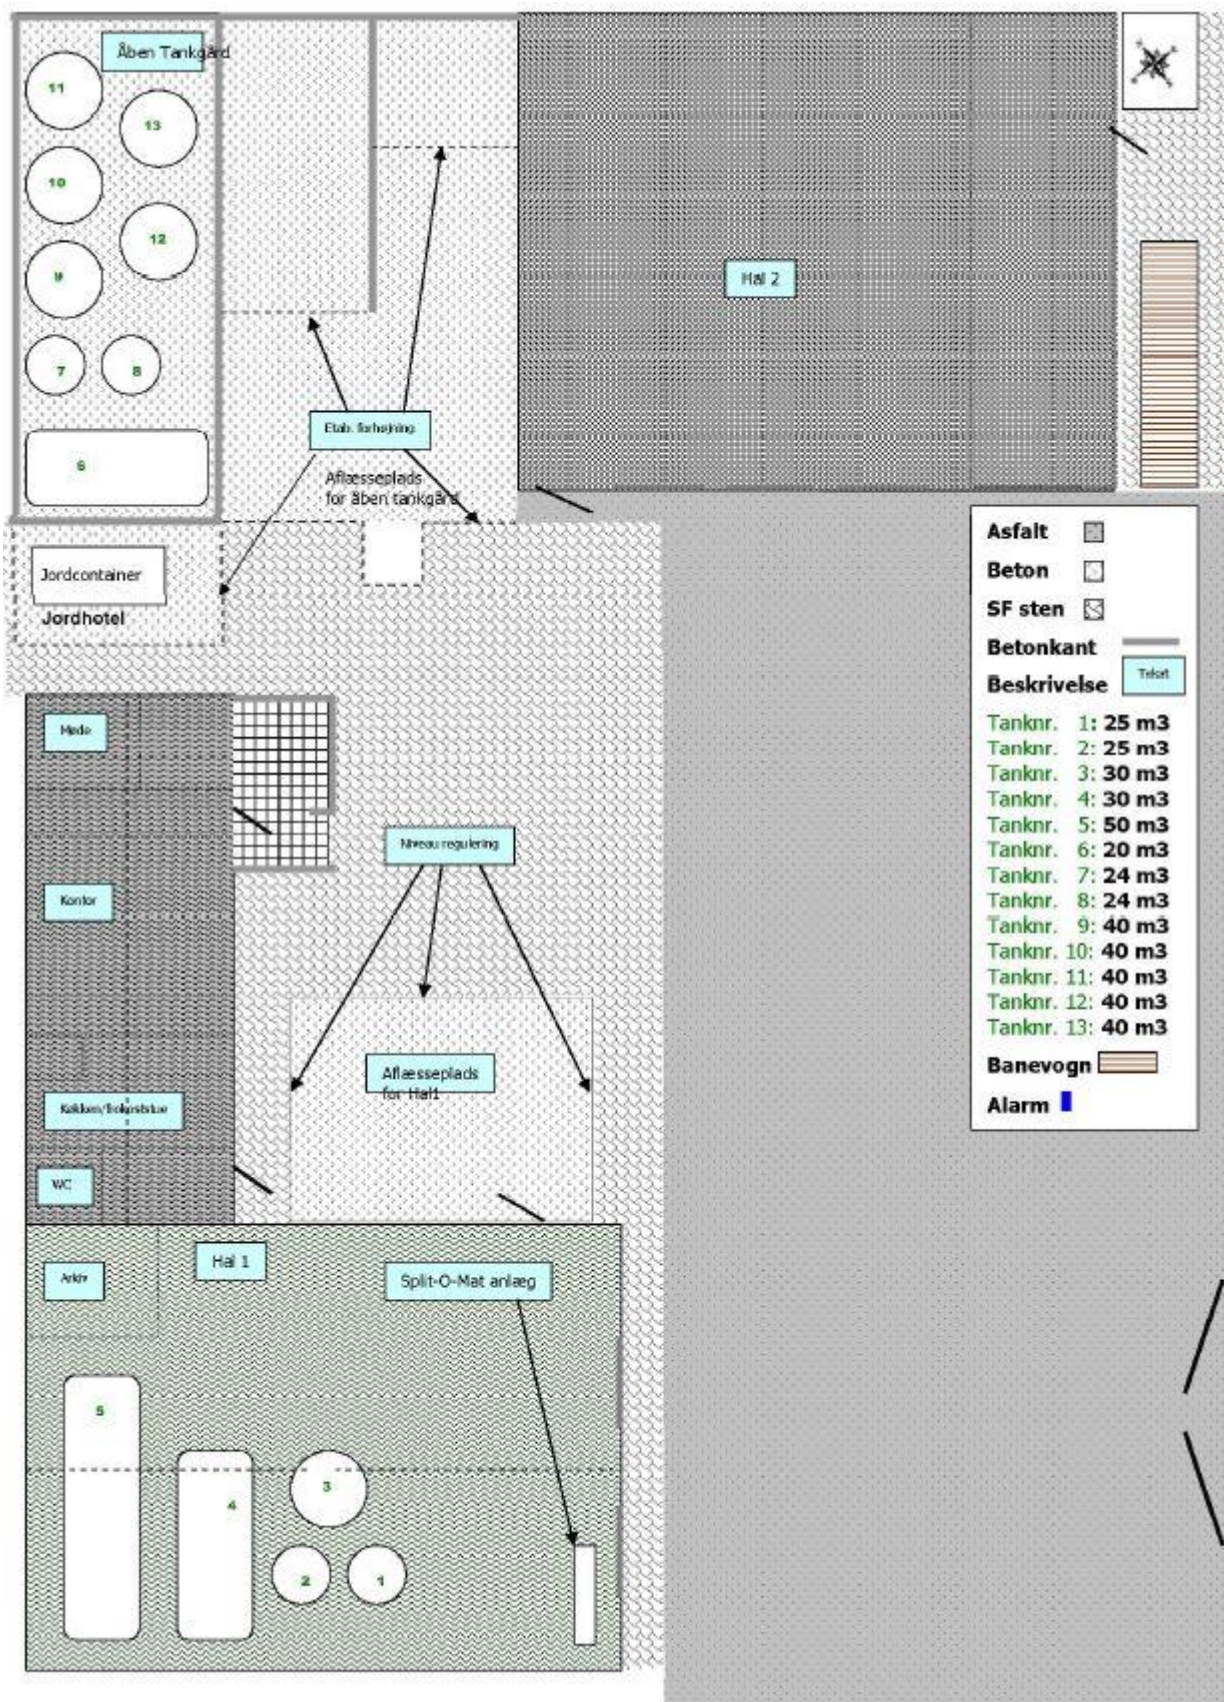 Åben Tankgård
11
13
10
12
9
7
8
6
Hal 2
Etab. forhøjning
Aflæsseplads
for åben tankgård
Jordcontainer
Jordhotel
Asfalt
Beton
SF sten
Betonkant
Beskrivelse
Tekst
Tanknr. 1: 25 m3
Tanknr. 2: 25 m3
Tanknr. 3: 30 m3
Tanknr. 4: 30 m3
Tanknr. 5: 50 m3
Tanknr. 6: 20 m3
Tanknr. 7: 24 m3
Tanknr. 8: 24 m3
Tanknr. 9: 40 m3
Tanknr. 10: 40 m3
Tanknr. 11: 40 m3
Tanknr. 12: 40 m3
Tanknr. 13: 40 m3
Banevogn
Alarm
Møde
Niveau regulering
Kontor
Aflæsseplads
for Hal1
Køkken/frokoststue
WC
Hal 1
Arkiv
Split-O-Mat anlæg
5
4
3
2
1